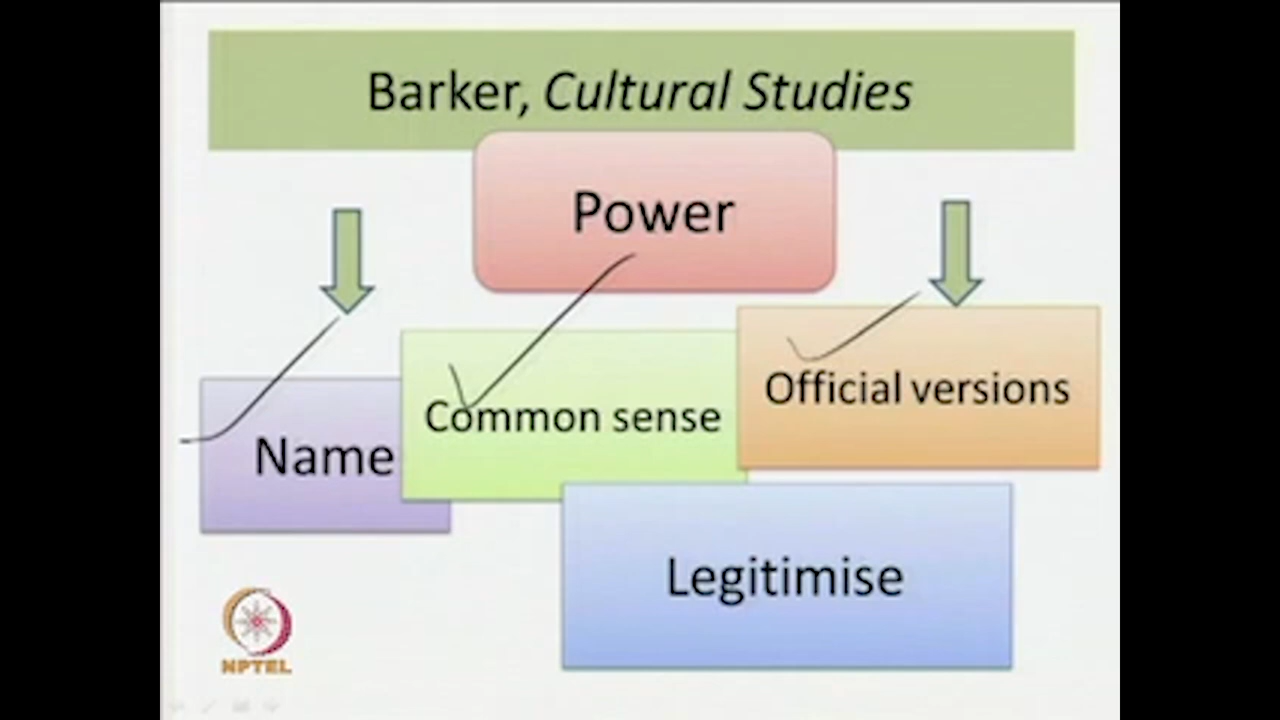 Barker, Cultural Studies
Power
Name
Common sense
Official versions
Legitimise
NPTEL